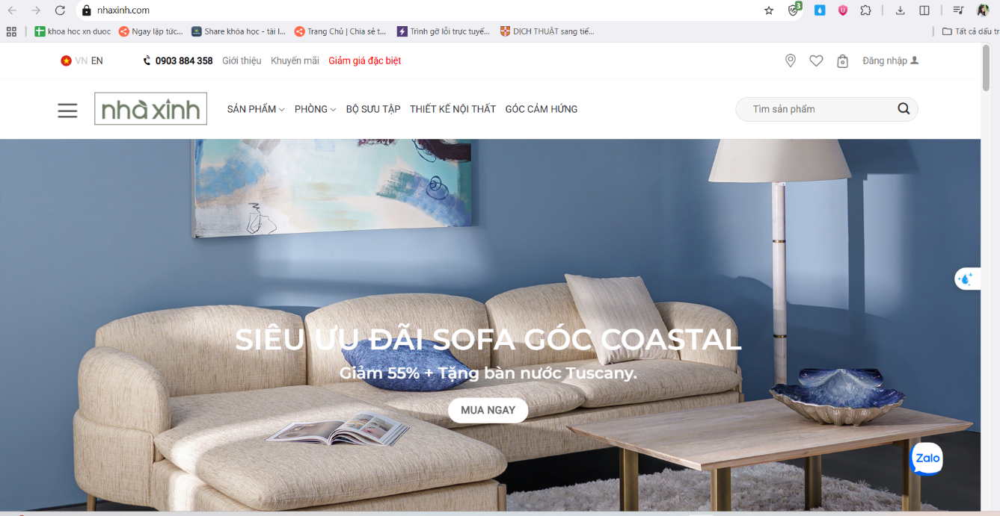 nhaxinh.com
3
khoa hoc xn duoc
Ngay lập tức...
Share khóa học - tài l...
Trang Chủ | Chia sẻ t...
Trình gỡ lỗi trực tuyế...
DỊCH THUẬT sang tiế...
Tất cả dấu tr
VN EN
0903 884 358
Giới thiệu
Khuyến mãi
Giảm giá đặc biệt
0
Đăng nhập
nhà xinh
SẢN PHẨM
PHÒNG
BỘ SƯU TẬP
THIẾT KẾ NỘI THẤT
GÓC CẢM HỨNG
Tìm sản phẩm
SIÊU ƯU ĐÃI SOFA GÓC COASTAL
Giảm 55% + Tặng bàn nước Tuscany.
MUA NGAY
Zalo